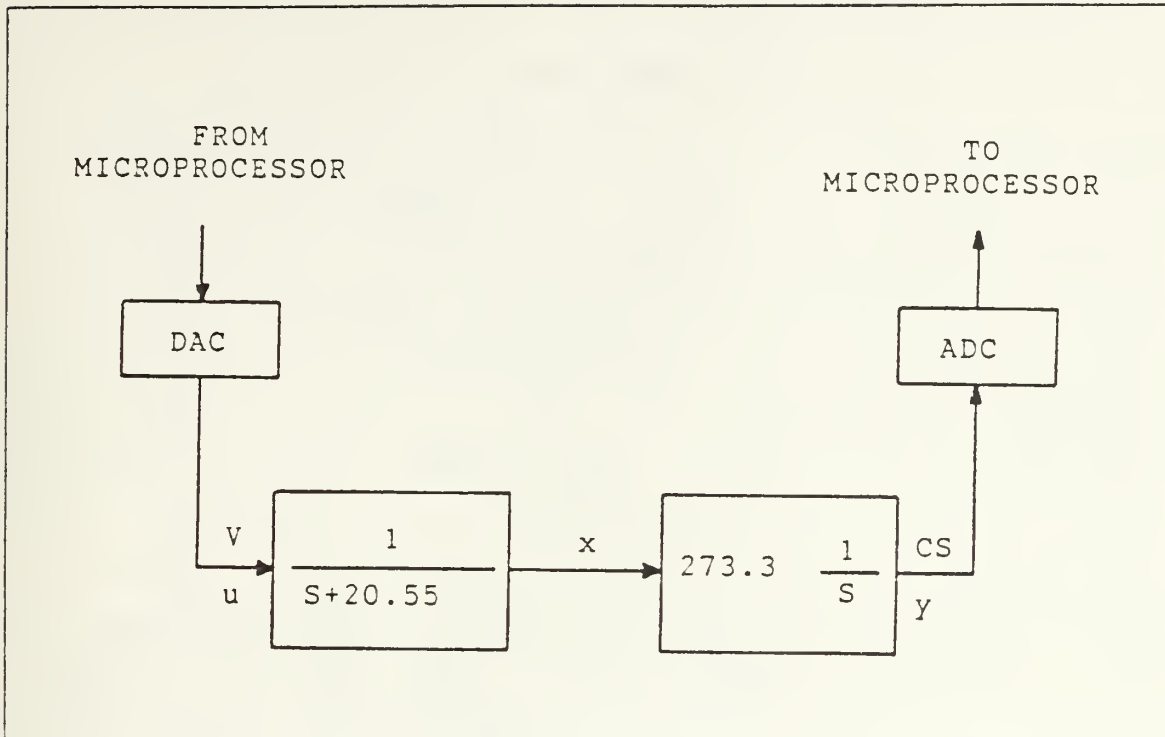 FROM
MICROPROCESSOR
TO
MICROPROCESSOR
DAC
ADC
V
u
1
S+20.55
x
273.3
1
S
CS
y